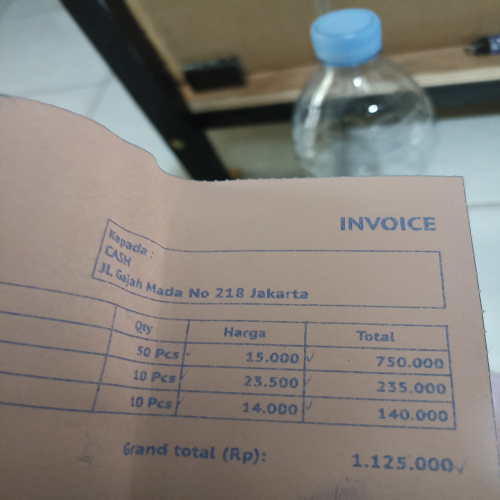 INVOICE
Kepada :
CASH
JL. Gajah Mada No 218 Jakarta
Qty Harga Total
50 Pcs 15.000 750.000
10 Pcs 23.500 235.000
10 Pcs 14.000 140.000
Grand total (Rp): 1.125.000